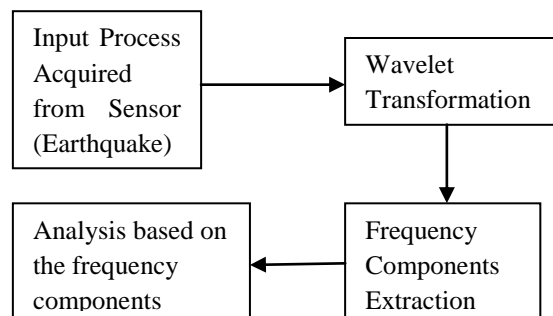 Input Process
Acquired
from Sensor
(Earthquake)
Wavelet
Transformation
Frequency
Components
Extraction
Analysis based on
the frequency
components